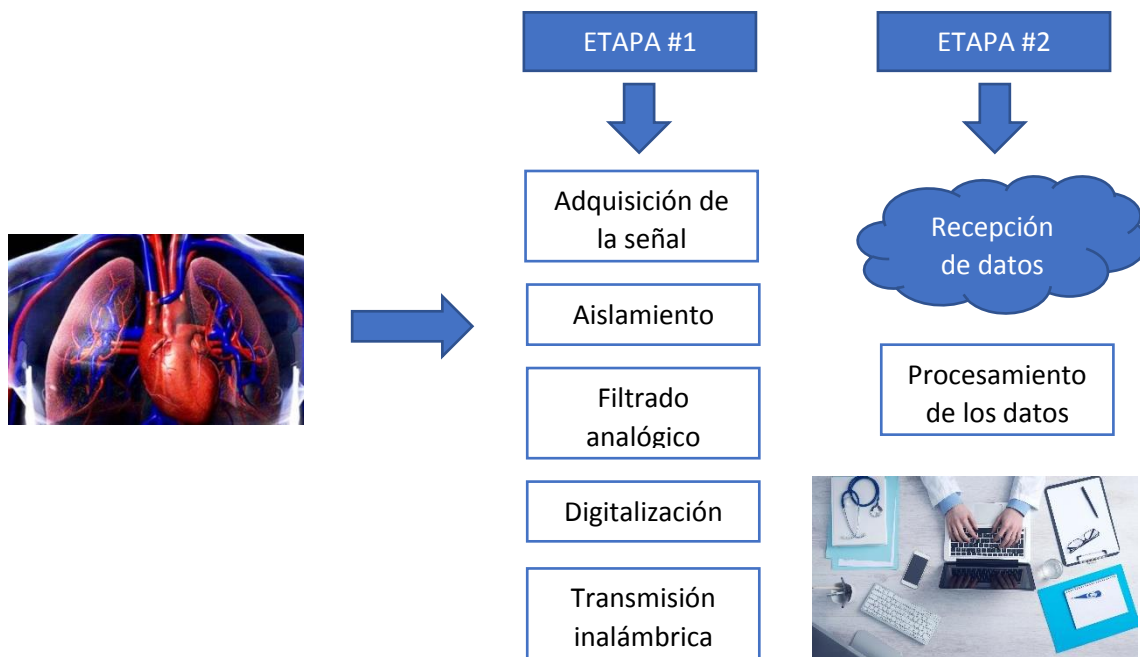 ETAPA #1
Adquisición de
la señal
Aislamiento
Filtrado
analógico
Digitalización
Transmisión
inalámbrica
ETAPA #2
Recepción
de datos
Procesamiento
de los datos